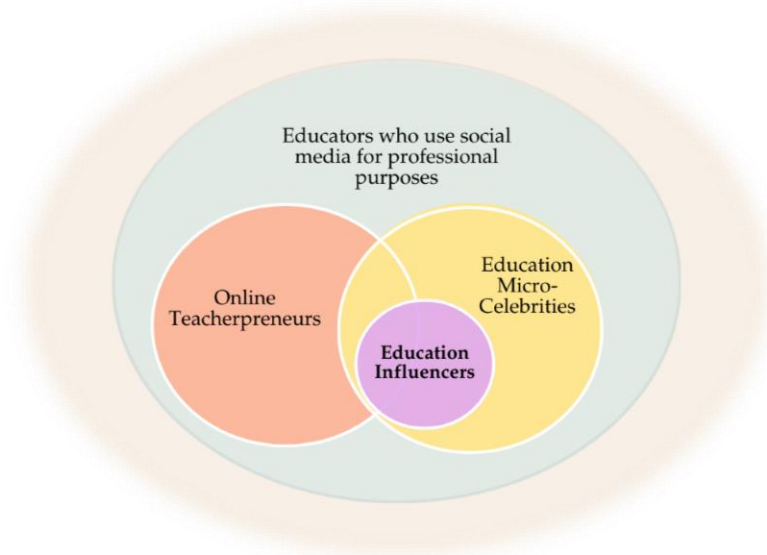 Educators who use social
media for professional
purposes
Online
Teacherpreneurs
Education
Micro-
Celebrities
Education
Influencers